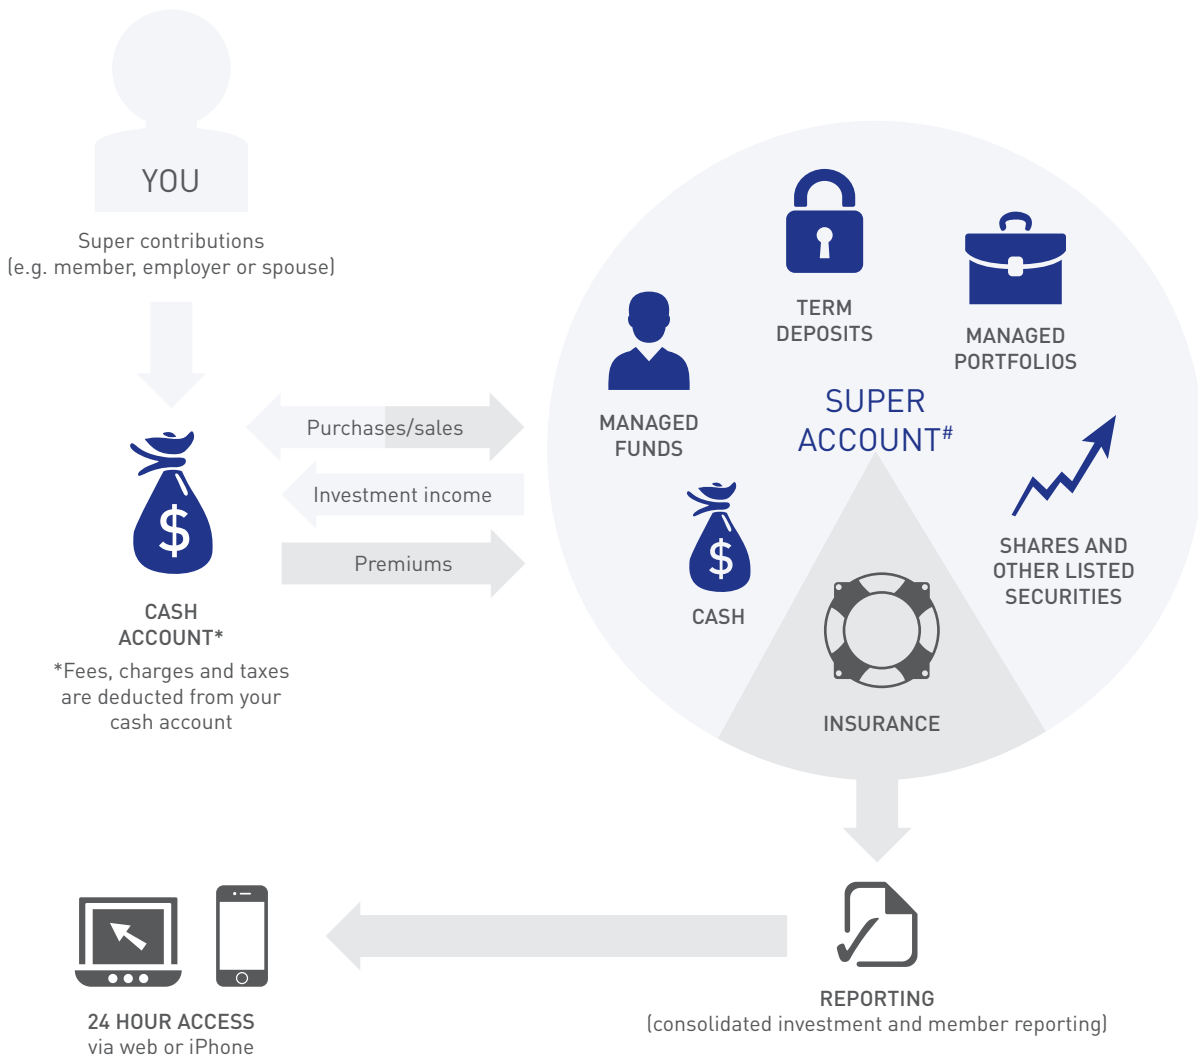 YOU
Super contributions
(e.g. member, employer or spouse)
Purchases/sales
Investment income
Premiums
CASH
ACCOUNT*
*Fees, charges and taxes
are deducted from your
cash account
TERM
DEPOSITS
MANAGED
PORTFOLIOS
MANAGED
FUNDS
SUPER
ACCOUNT#
$
$
CASH
SHARES AND
OTHER LISTED
SECURITIES
INSURANCE
REPORTING
(consolidated investment and member reporting)
24 HOUR ACCESS
via web or iPhone